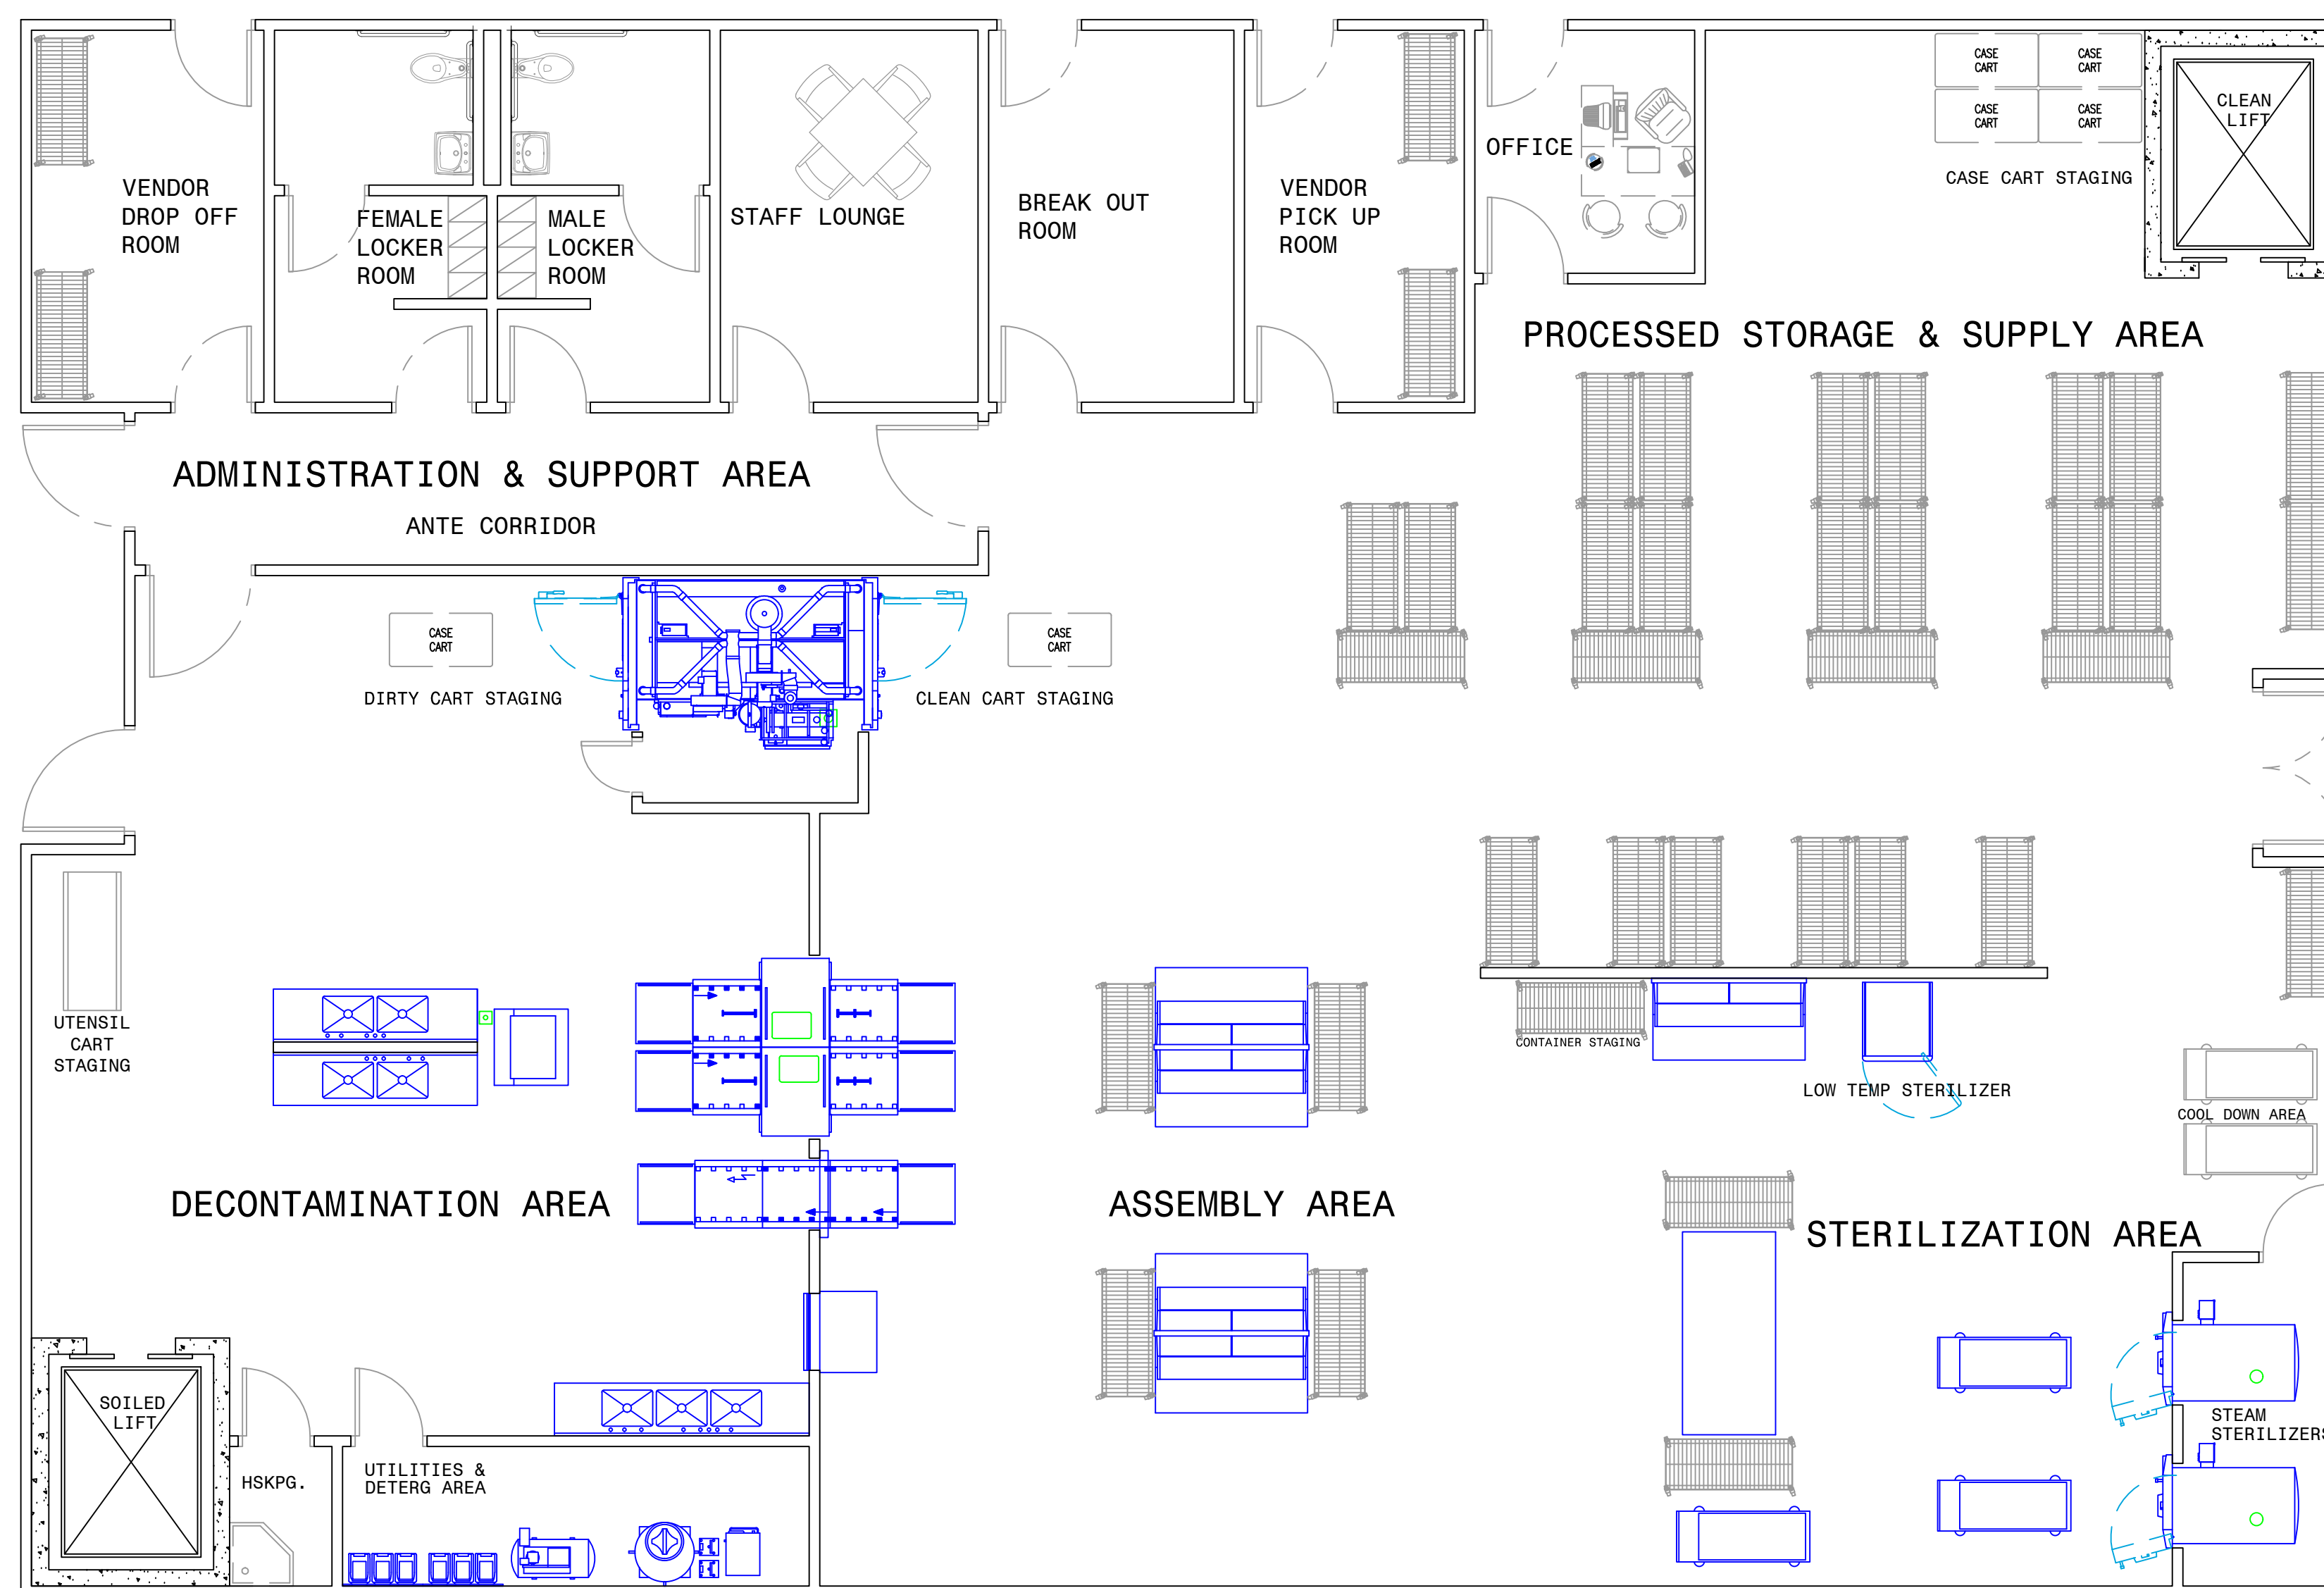 CASE
CART
CASE
CART
CASE
CART
CASE
CART
CLEAN
LIFT
OFFICE
CASE CART STAGING
VENDOR
DROP OFF
ROOM
FEMALE
LOCKER
ROOM
MALE
LOCKER
ROOM
STAFF LOUNGE
BREAK OUT
ROOM
VENDOR
PICK UP
ROOM
PROCESSED STORAGE & SUPPLY AREA
ADMINISTRATION & SUPPORT AREA
ANTE CORRIDOR
CASE
CART
DIRTY CART STAGING
CASE
CART
CLEAN CART STAGING
UTENSIL
CART
STAGING
CONTAINER STAGING
LOW TEMP STERILIZER
COOL DOWN AREA
DECONTAMINATION AREA
ASSEMBLY AREA
STERILIZATION AREA
SOILED
LIFT
STEAM
STERILIZERS
HSKPG.
UTILITIES &
DETERG AREA